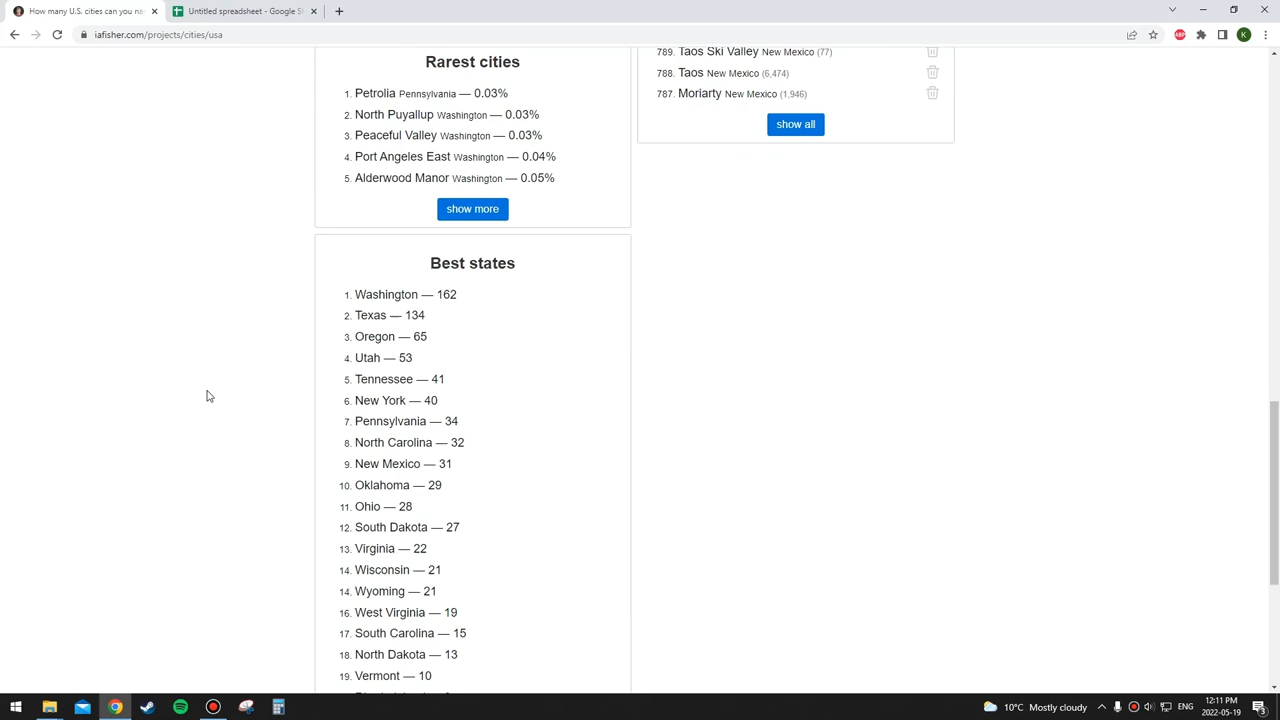 How many U.S. cities can you na
Untitled spreadsheet - Google S
iafisher.com/projects/cities/usa
ABP
K
Rarest cities
1. Petrolia Pennsylvania — 0.03%
2. North Puyallup Washington — 0.03%
3. Peaceful Valley Washington — 0.03%
4. Port Angeles East Washington — 0.04%
5. Alderwood Manor Washington — 0.05%
show more
Best states
1. Washington — 162
2. Texas — 134
3. Oregon — 65
4. Utah — 53
5. Tennessee — 41
6. New York — 40
7. Pennsylvania — 34
8. North Carolina — 32
9. New Mexico — 31
10. Oklahoma — 29
11. Ohio — 28
12. South Dakota — 27
13. Virginia — 22
14. Wisconsin — 21
14. Wyoming — 21
16. West Virginia — 19
17. South Carolina — 15
18. North Dakota — 13
19. Vermont — 10
789. Taos Ski Valley New Mexico (77)
788. Taos New Mexico (6,474)
787. Moriarty New Mexico (1,946)
show all
10°C Mostly cloudy
ENG
12:11 PM
2022-05-19
3